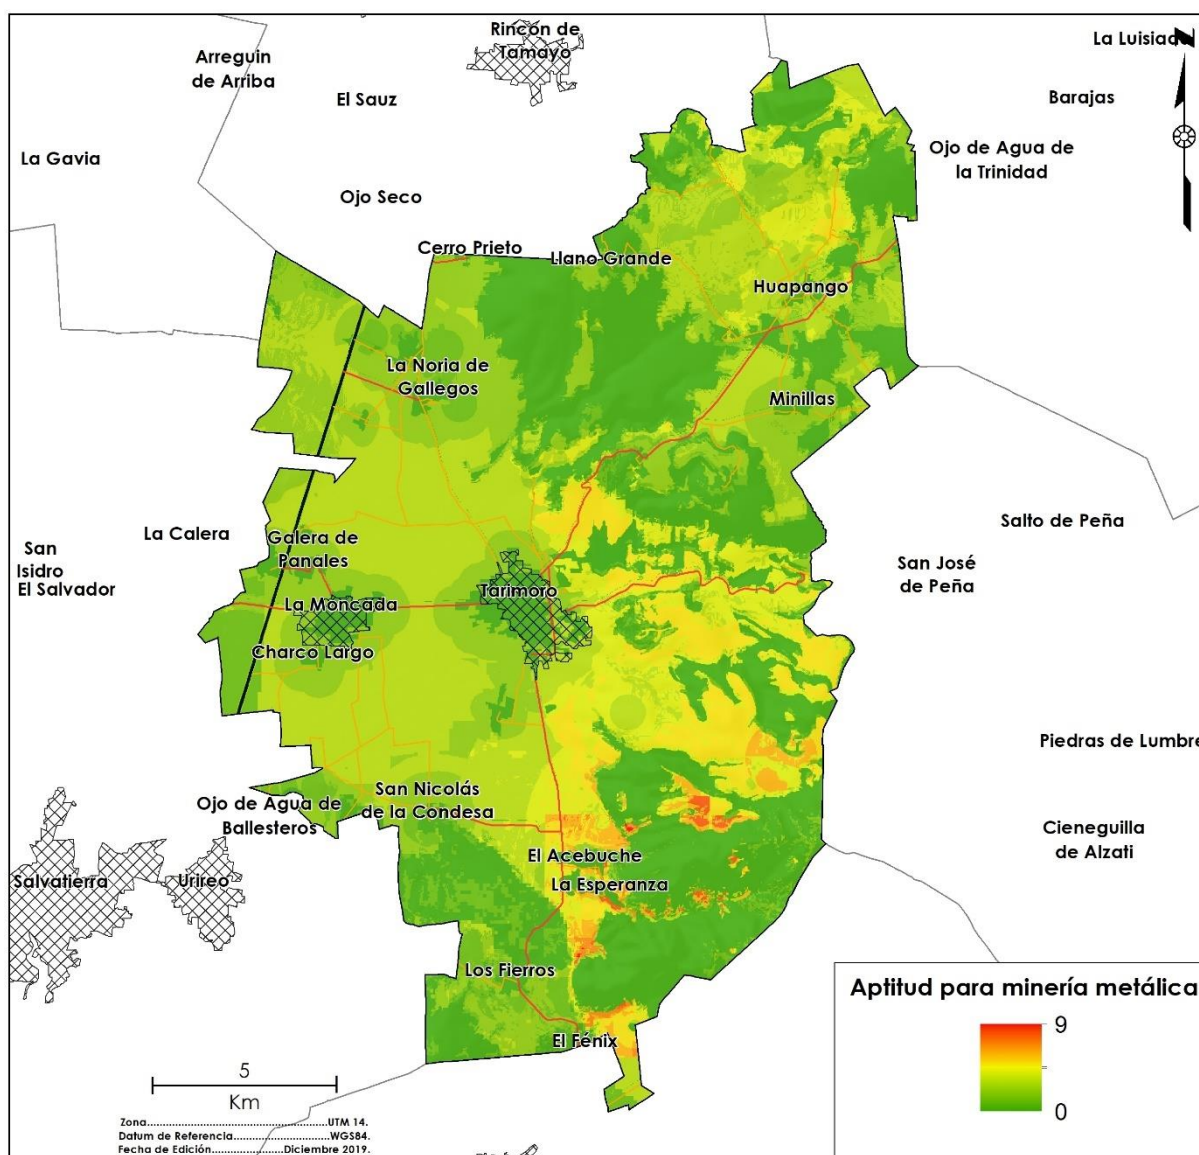 Rincón de
Tamayo
La Luisiada
N
Arreguin
de Arriba
El Sauz
Barajas
La Gavia
Ojo de Agua de
la Trinidad
Ojo Seco
Cerro Prieto
Llano Grande
Huapango
La Noria de
Gallegos
Minillas
La Calera
Galera de
Panales
Salto de Peña
San
Isidro
El Salvador
San José
de Peña
La Moncada
Tarimoro
Charco Largo
Piedras de Lumbre
San Nicolás
de la Condesa
Ojo de Agua de
Ballesteros
Cieneguilla
de Alzati
El Acebuche
Salvatierra
Urireo
La Esperanza
Los Fierros
Aptitud para minería metálica
9
0
El Fénix
5
Km
Zona.....................................................UTM 14.
Datum de Referencia..........................WGS84.
Fecha de Edición...................Diciembre 2019.